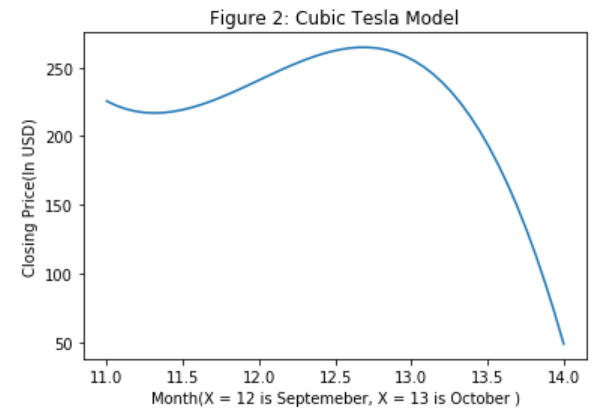 Figure 2: Cubic Tesla Model
Closing Price(In USD)
250
200
150
100
50
11.0 11.5 12.0 12.5 13.0 13.5 14.0
Month(X = 12 is Septemeber, X = 13 is October )